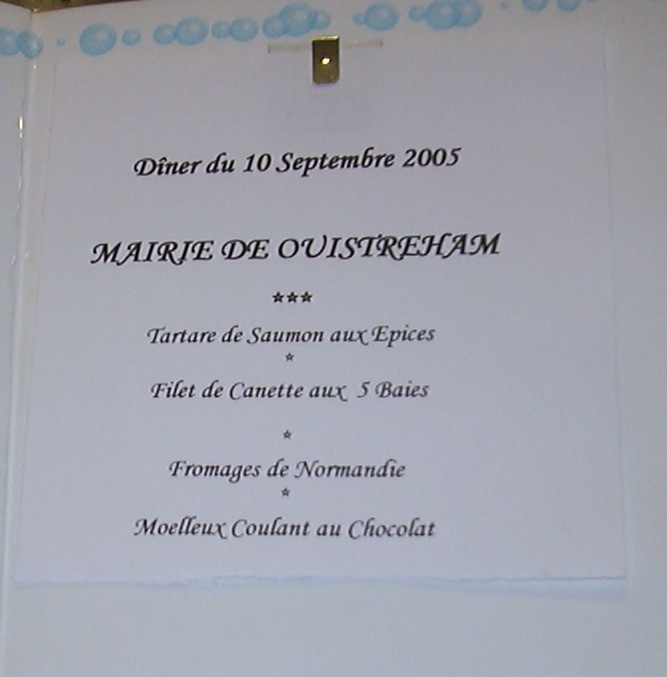 Dîner du 10 Septembre 2005
MAIRIE DE OUISTREHAM
***
Tartare de Saumon aux Epices
*
Filet de Canette aux 5 Baies
*
Fromages de Normandie
*
Moelleux Coulant au Chocolat